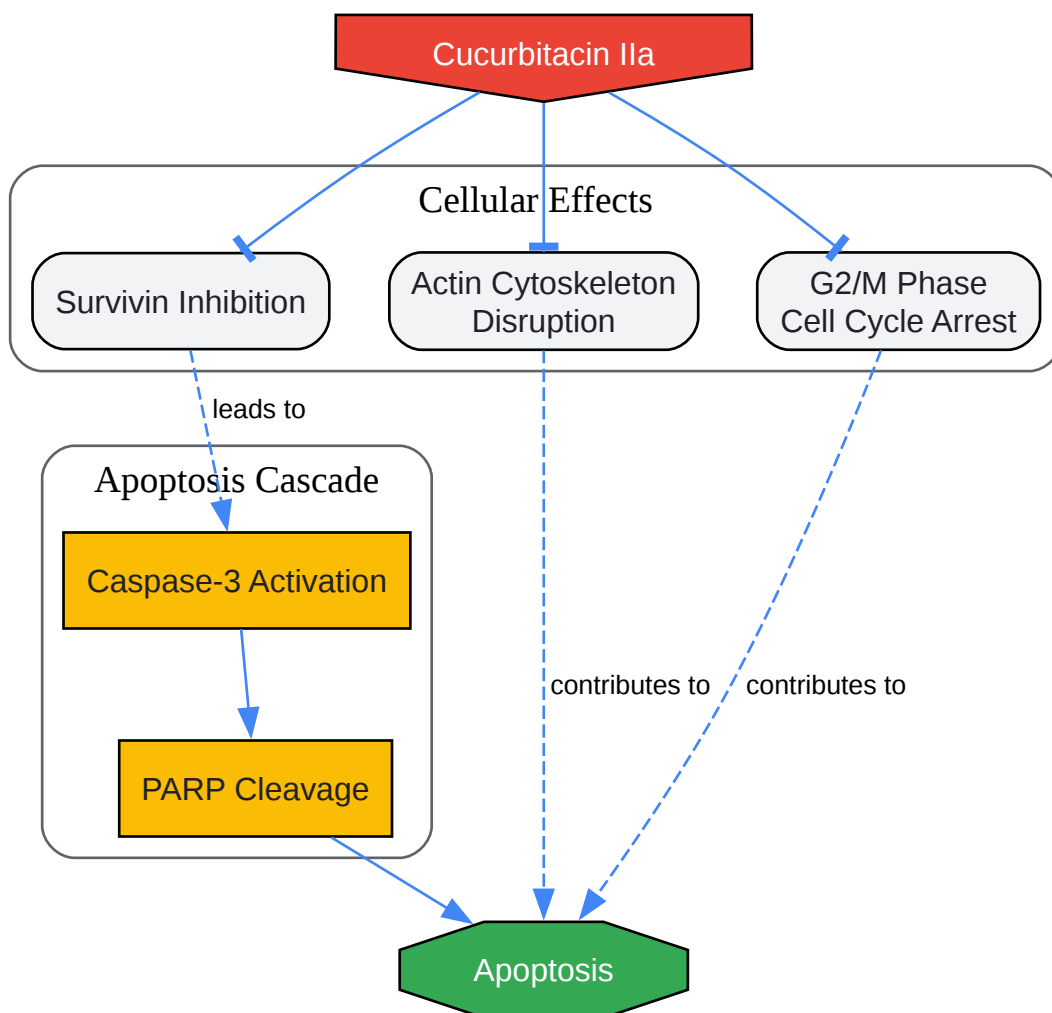 Cucurbitacin IIa
Cellular Effects
Survivin Inhibition
Actin Cytoskeleton
Disruption
G2/M Phase
Cell Cycle Arrest
leads to
Apoptosis Cascade
Caspase-3 Activation
contributes to
contributes to
PARP Cleavage
Apoptosis